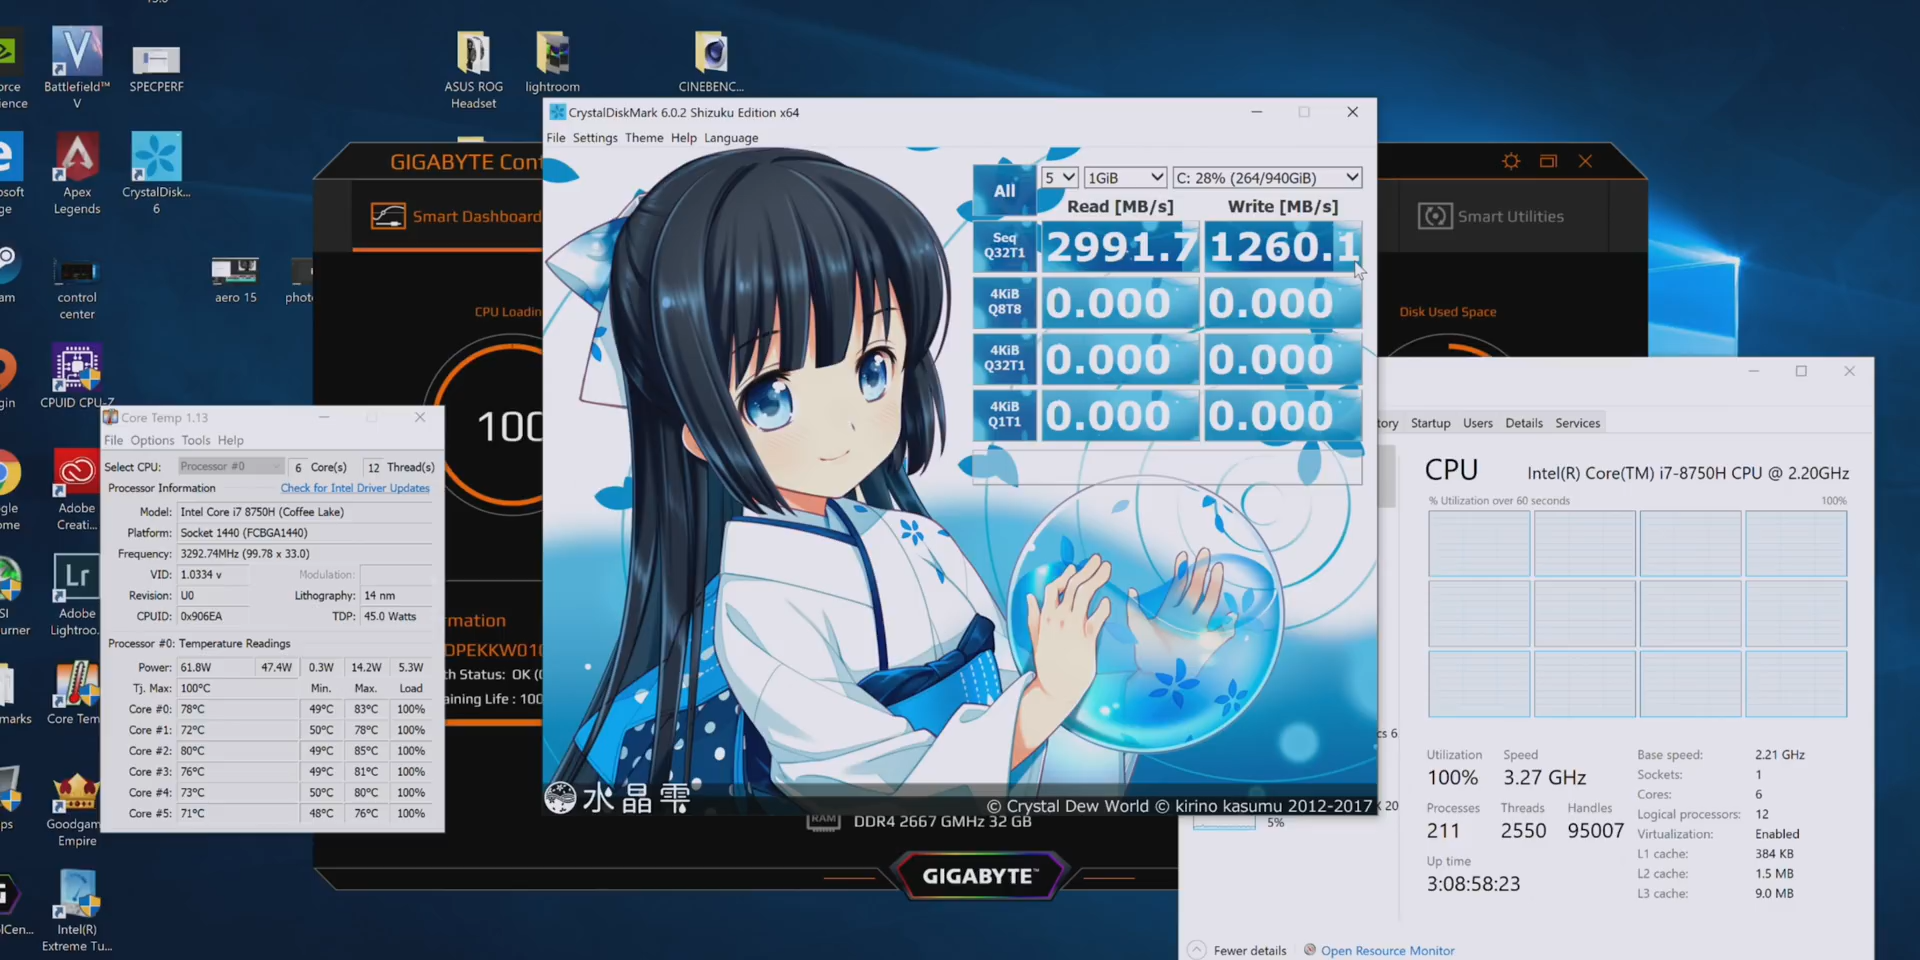 Battlefield™
V
SPECPERF
ASUS ROG
Headset
lightroom
CINEBENC...
Apex
Legends
CrystalDisk...
6
aero 15
control
center
CPUID CPU-Z
Adobe
Creati...
Adobe
Lightroo...
Core Tem...
Goodgam...
Empire
Intel(R)
Extreme Tu...
GIGABYTE Cont
Smart Dashboard
Smart Utilities
CPU Loadin
100
Disk Used Space
DDR4 2667 GMHz 32 GB
RAM
GIGABYTE™
CrystalDiskMark 6.0.2 Shizuku Edition x64
File Settings Theme Help Language
All
5 1GiB C: 28% (264/940GiB)
Read [MB/s] Write [MB/s]
Seq
Q32T1
2991.7 1260.1
4KiB
Q8T8
0.000 0.000
4KiB
Q32T1
0.000 0.000
4KiB
Q1T1
0.000 0.000
水晶雫
© Crystal Dew World © kirino kasumu 2012-2017
Core Temp 1.13
File Options Tools Help
Select CPU: Processor #0 6 Core(s) 12 Thread(s)
Processor Information Check for Intel Driver Updates
Model: Intel Core i7 8750H (Coffee Lake)
Platform: Socket 1440 (FCBGA1440)
Frequency: 3292.74MHz (99.78 x 33.0)
VID: 1.0334 v Modulation:
Revision: U0 Lithography: 14 nm
CPUID: 0x906EA TDP: 45.0 Watts
Processor #0: Temperature Readings
Power: 61.8W 47.4W 0.3W 14.2W 5.3W
Tj. Max: 100°C Min. Max. Load
Core #0: 78°C 49°C 83°C 100%
Core #1: 72°C 50°C 78°C 100%
Core #2: 80°C 49°C 85°C 100%
Core #3: 76°C 49°C 81°C 100%
Core #4: 73°C 50°C 80°C 100%
Core #5: 71°C 48°C 76°C 100%
Startup Users Details Services
CPU Intel(R) Core(TM) i7-8750H CPU @ 2.20GHz
% Utilization over 60 seconds 100%
5%
Utilization Speed
100% 3.27 GHz
Processes Threads Handles
211 2550 95007
Up time
3:08:58:23
Base speed: 2.21 GHz
Sockets: 1
Cores: 6
Logical processors: 12
Virtualization: Enabled
L1 cache: 384 KB
L2 cache: 1.5 MB
L3 cache: 9.0 MB
Fewer details Open Resource Monitor